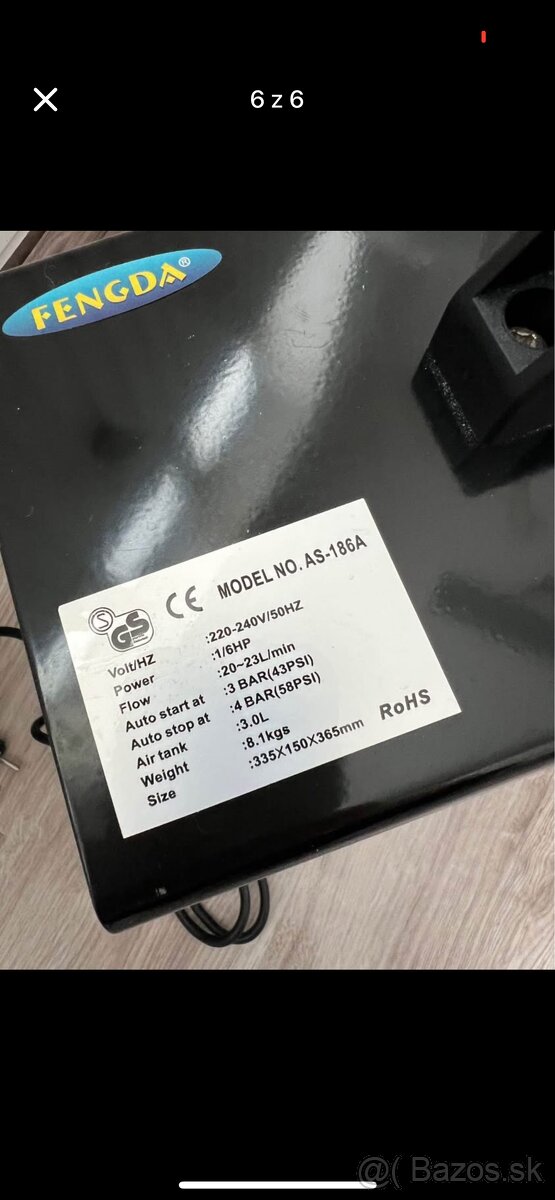 6 z 6
FENGDA®
S GS CE MODEL NO. AS-186A
Volt/HZ :220-240V/50HZ
Power :1/6HP
Flow :20~23L/min
Auto start at :3 BAR(43PSI)
Auto stop at :4 BAR(58PSI)
Air tank :3.0L
Weight :8.1kgs
Size :335X150X365mm
RoHS
@( Bazos.sk